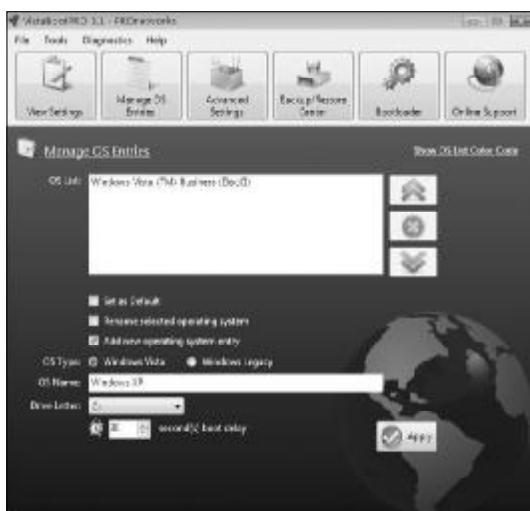 VistaBootPRO 3.1 - PROnetworks
File Tools Diagnostics Help
View Settings
Manage OS Entries
Advanced Settings
Backup/Restore Center
Bootloader
Online Support
Manage OS Entries
Show OS List Color Code
OS List:
Windows Vista (TM) Business (Default)
Set as Default
Rename selected operating system
Add new operating system entry
OS Type: Windows Vista Windows Legacy
OS Name: Windows XP
Drive Letter:
30 second(s) boot delay
Apply